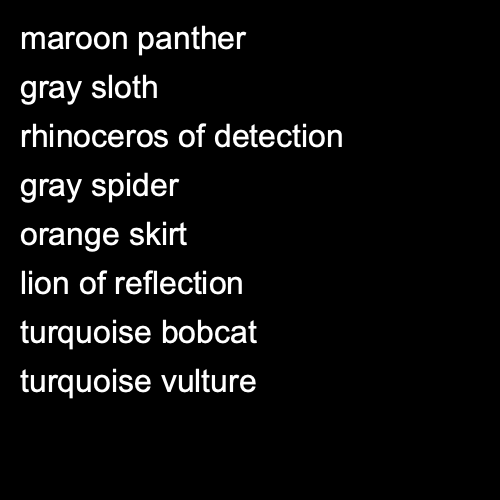 maroon panther
gray sloth
rhinoceros of detection
gray spider
orange skirt
lion of reflection
turquoise bobcat
turquoise vulture